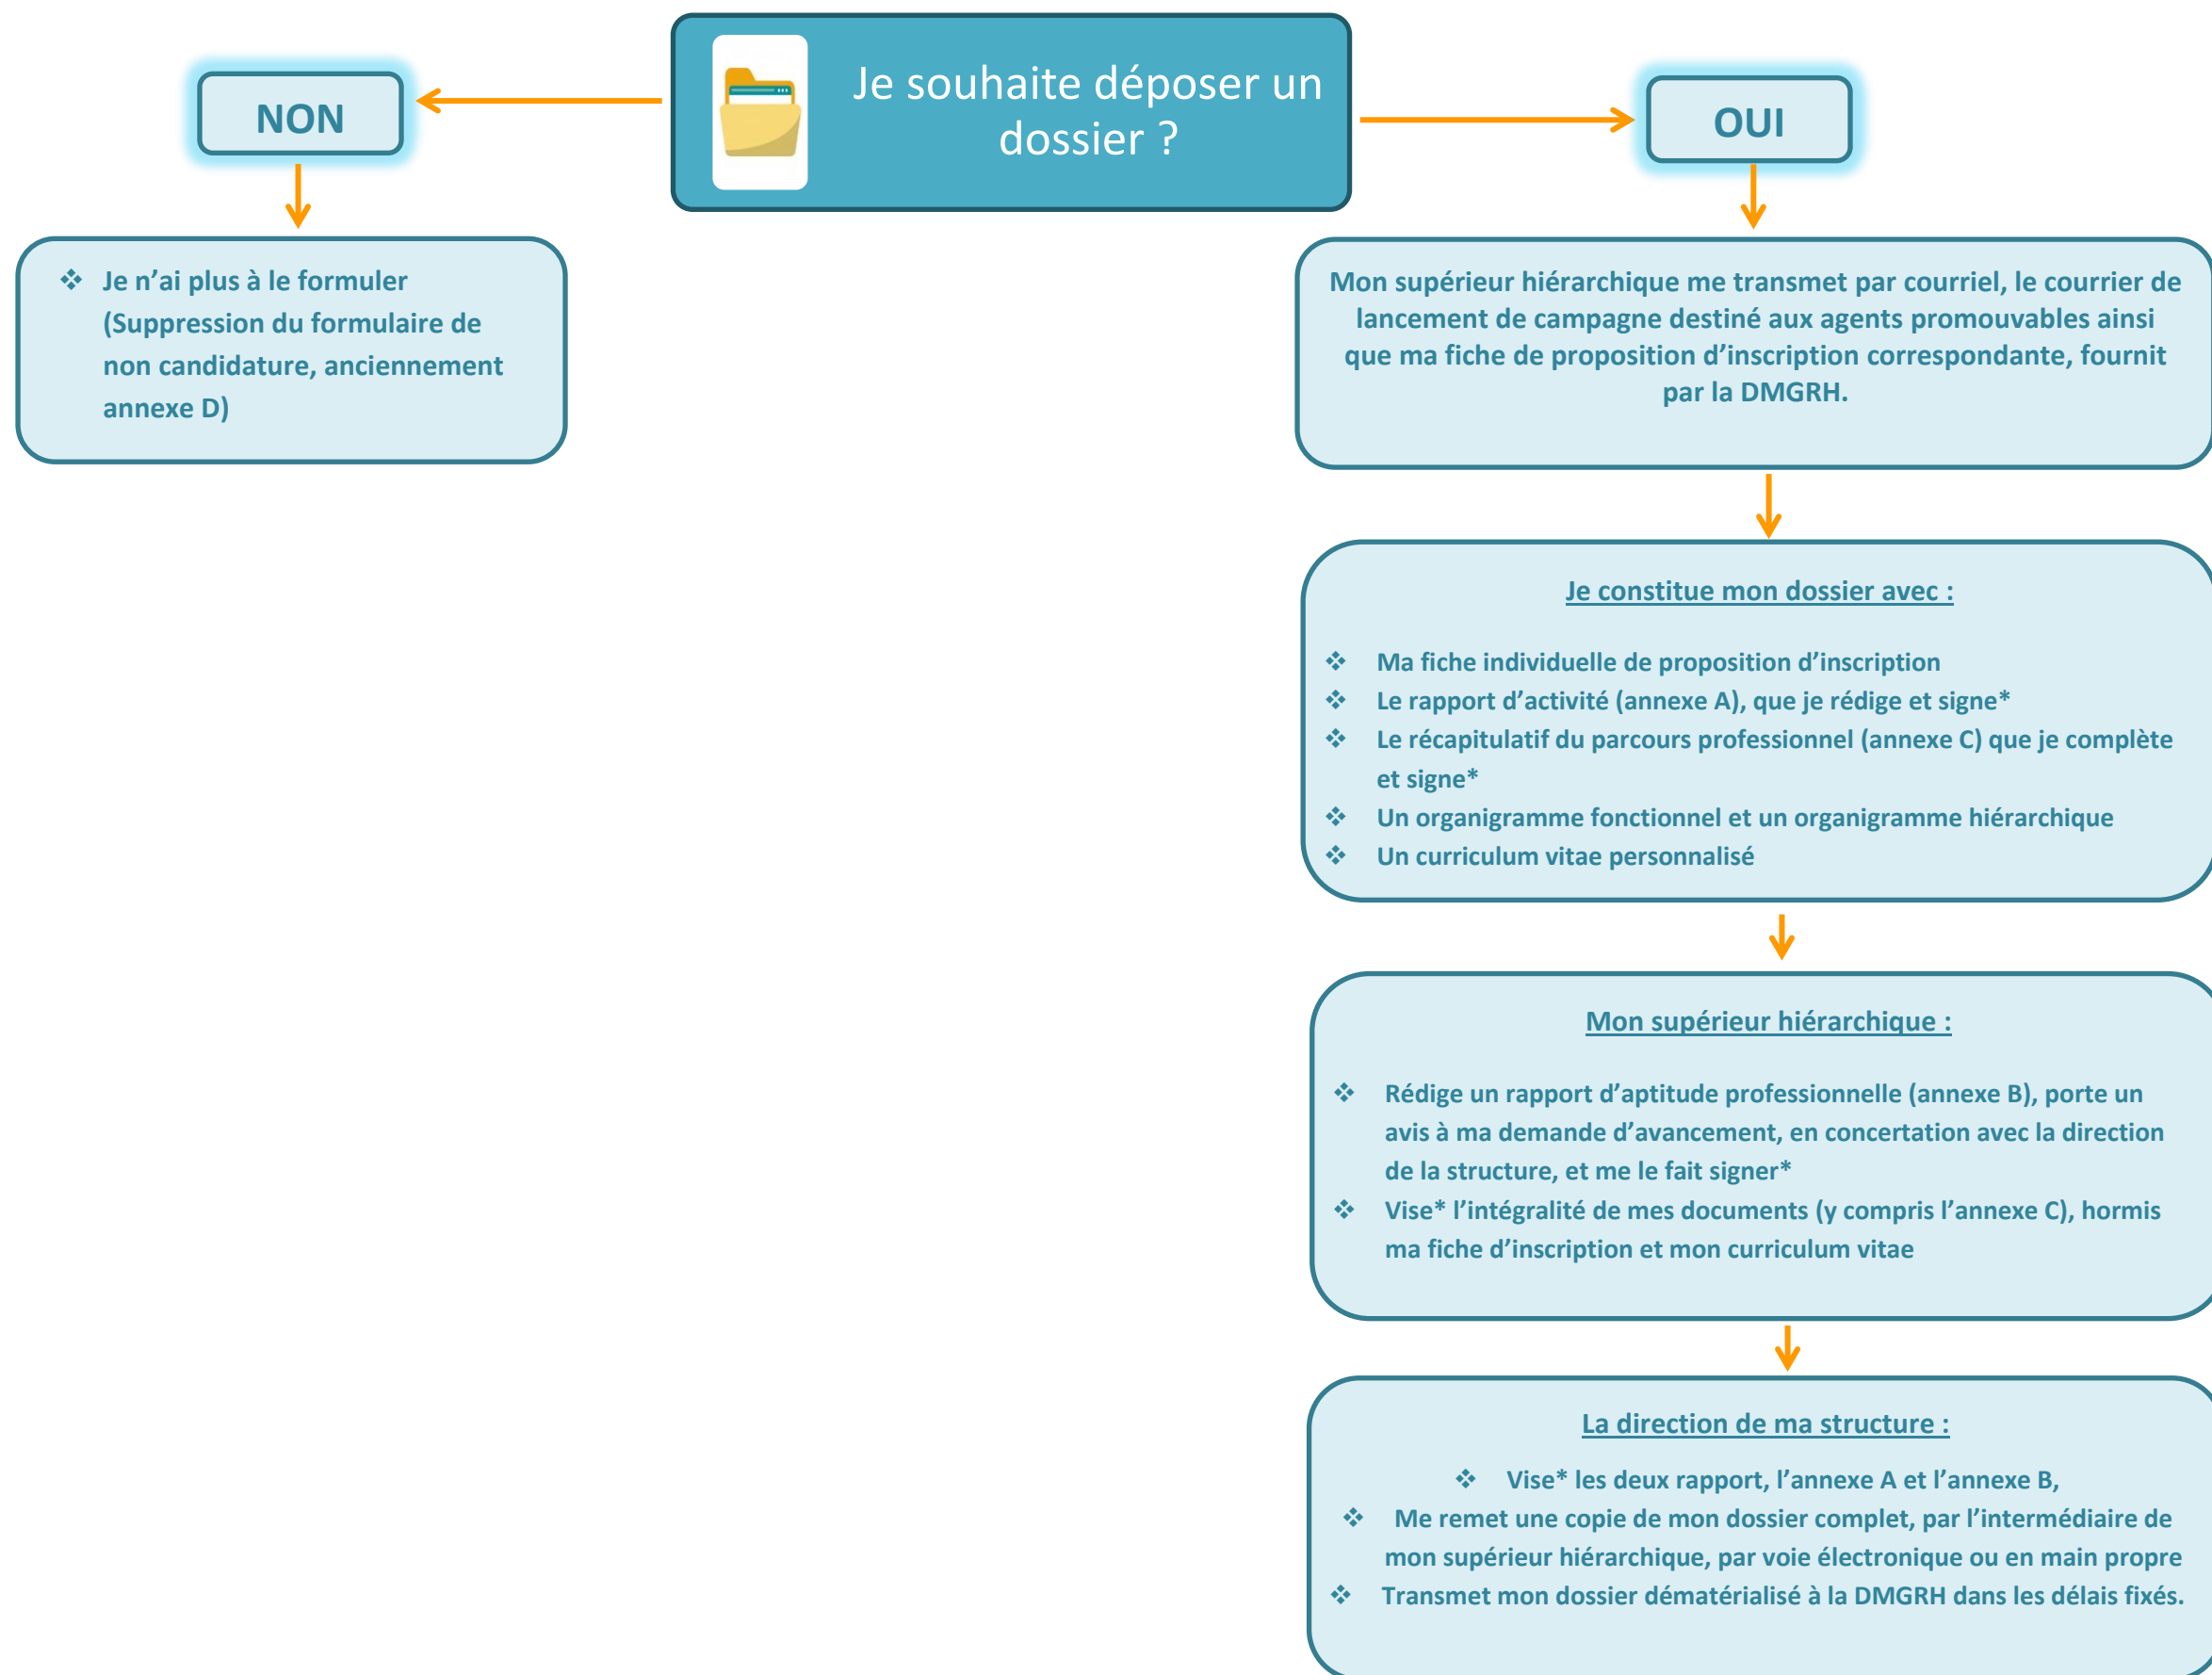 Je souhaite déposer un
dossier ?
NON
OUI
❖ Je n’ai plus à le formuler
(Suppression du formulaire de
non candidature, anciennement
annexe D)
Mon supérieur hiérarchique me transmet par courriel, le courrier de
lancement de campagne destiné aux agents promouvables ainsi
que ma fiche de proposition d’inscription correspondante, fournit
par la DMGRH.
Je constitue mon dossier avec :
❖ Ma fiche individuelle de proposition d’inscription
❖ Le rapport d’activité (annexe A), que je rédige et signe*
❖ Le récapitulatif du parcours professionnel (annexe C) que je complète
et signe*
❖ Un organigramme fonctionnel et un organigramme hiérarchique
❖ Un curriculum vitae personnalisé
Mon supérieur hiérarchique :
❖ Rédige un rapport d’aptitude professionnelle (annexe B), porte un
avis à ma demande d’avancement, en concertation avec la direction
de la structure, et me le fait signer*
❖ Vise* l’intégralité de mes documents (y compris l’annexe C), hormis
ma fiche d’inscription et mon curriculum vitae
La direction de ma structure :
❖ Vise* les deux rapport, l’annexe A et l’annexe B,
❖ Me remet une copie de mon dossier complet, par l’intermédiaire de
mon supérieur hiérarchique, par voie électronique ou en main propre
❖ Transmet mon dossier dématérialisé à la DMGRH dans les délais fixés.